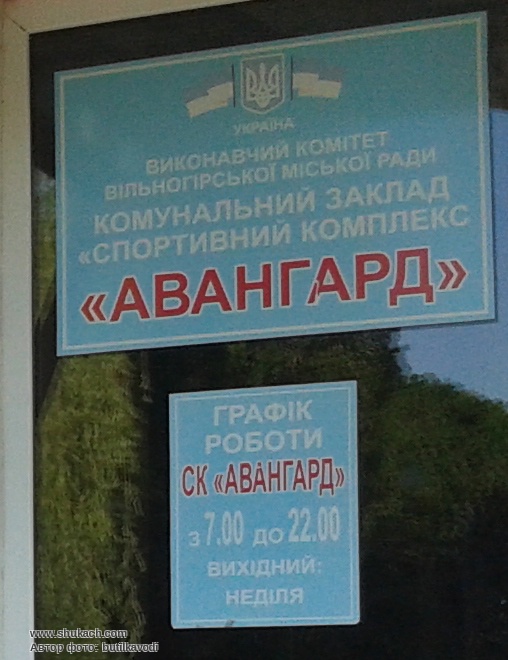 УКРАЇНА
ВИКОНАВЧИЙ КОМІТЕТ
ВІЛЬНОГІРСЬКОЇ МІСЬКОЇ РАДИ
КОМУНАЛЬНИЙ ЗАКЛАД
«СПОРТИВНИЙ КОМПЛЕКС
«АВАНГАРД»
ГРАФІК
РОБОТИ
СК «АВАНГАРД»
З 7.00 ДО 22.00
ВИХІДНИЙ:
НЕДІЛЯ
www.shukach.com
Автор фото: butilkavodi